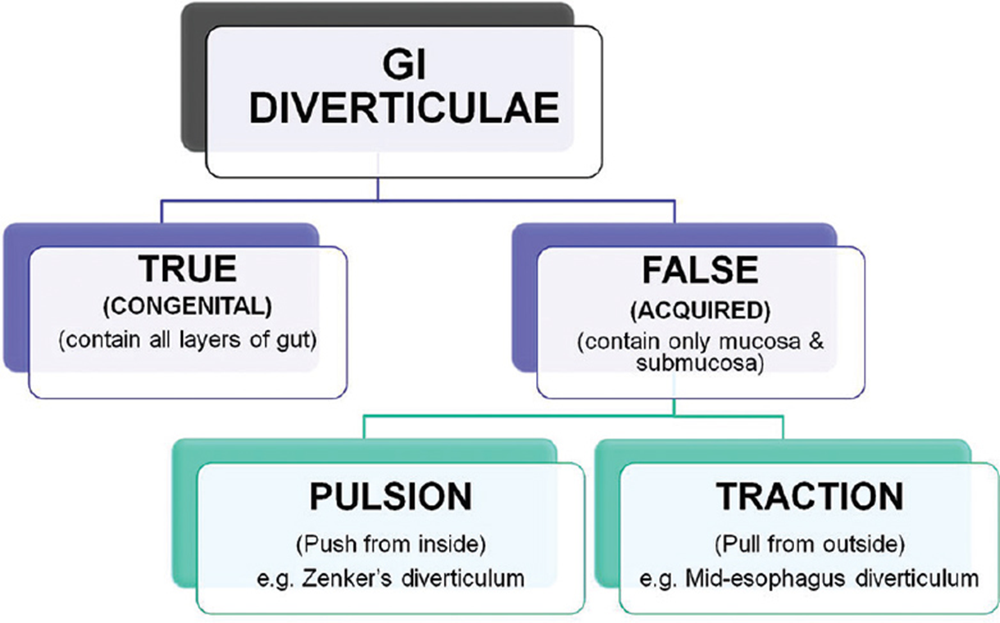 GI
DIVERTICULAE
TRUE
(CONGENITAL)
(contain all layers of gut)
FALSE
(ACQUIRED)
(contain only mucosa &
submucosa)
PULSION
(Push from inside)
e.g. Zenker's diverticulum
TRACTION
(Pull from outside)
e.g. Mid-esophagus diverticulum